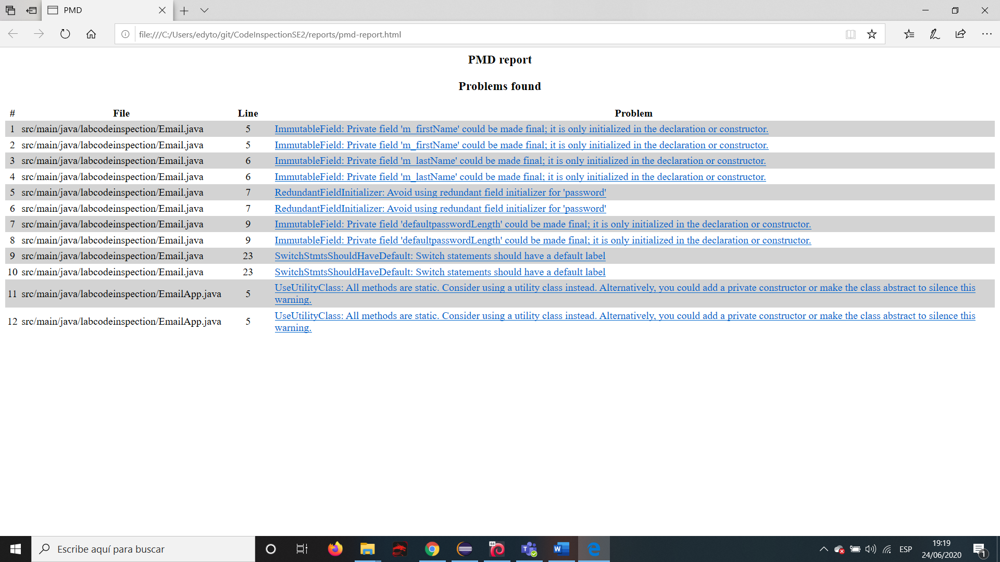 PMD
file:///C:/Users/edyto/git/CodeInspectionSE2/reports/pmd-report.html
PMD report
Problems found
# File Line Problem
1 src/main/java/labcodeinspection/Email.java 5 ImmutableField: Private field 'm_firstName' could be made final; it is only initialized in the declaration or constructor.
2 src/main/java/labcodeinspection/Email.java 5 ImmutableField: Private field 'm_firstName' could be made final; it is only initialized in the declaration or constructor.
3 src/main/java/labcodeinspection/Email.java 6 ImmutableField: Private field 'm_lastName' could be made final; it is only initialized in the declaration or constructor.
4 src/main/java/labcodeinspection/Email.java 6 ImmutableField: Private field 'm_lastName' could be made final; it is only initialized in the declaration or constructor.
5 src/main/java/labcodeinspection/Email.java 7 RedundantFieldInitializer: Avoid using redundant field initializer for 'password'
6 src/main/java/labcodeinspection/Email.java 7 RedundantFieldInitializer: Avoid using redundant field initializer for 'password'
7 src/main/java/labcodeinspection/Email.java 9 ImmutableField: Private field 'defaultpasswordLength' could be made final; it is only initialized in the declaration or constructor.
8 src/main/java/labcodeinspection/Email.java 9 ImmutableField: Private field 'defaultpasswordLength' could be made final; it is only initialized in the declaration or constructor.
9 src/main/java/labcodeinspection/Email.java 23 SwitchStmtsShouldHaveDefault: Switch statements should have a default label
10 src/main/java/labcodeinspection/Email.java 23 SwitchStmtsShouldHaveDefault: Switch statements should have a default label
11 src/main/java/labcodeinspection/EmailApp.java 5 UseUtilityClass: All methods are static. Consider using a utility class instead. Alternatively, you could add a private constructor or make the class abstract to silence this
warning.
12 src/main/java/labcodeinspection/EmailApp.java 5 UseUtilityClass: All methods are static. Consider using a utility class instead. Alternatively, you could add a private constructor or make the class abstract to silence this
warning.
Escribe aquí para buscar
64
T
W
ESP
19:19
24/06/2020
1